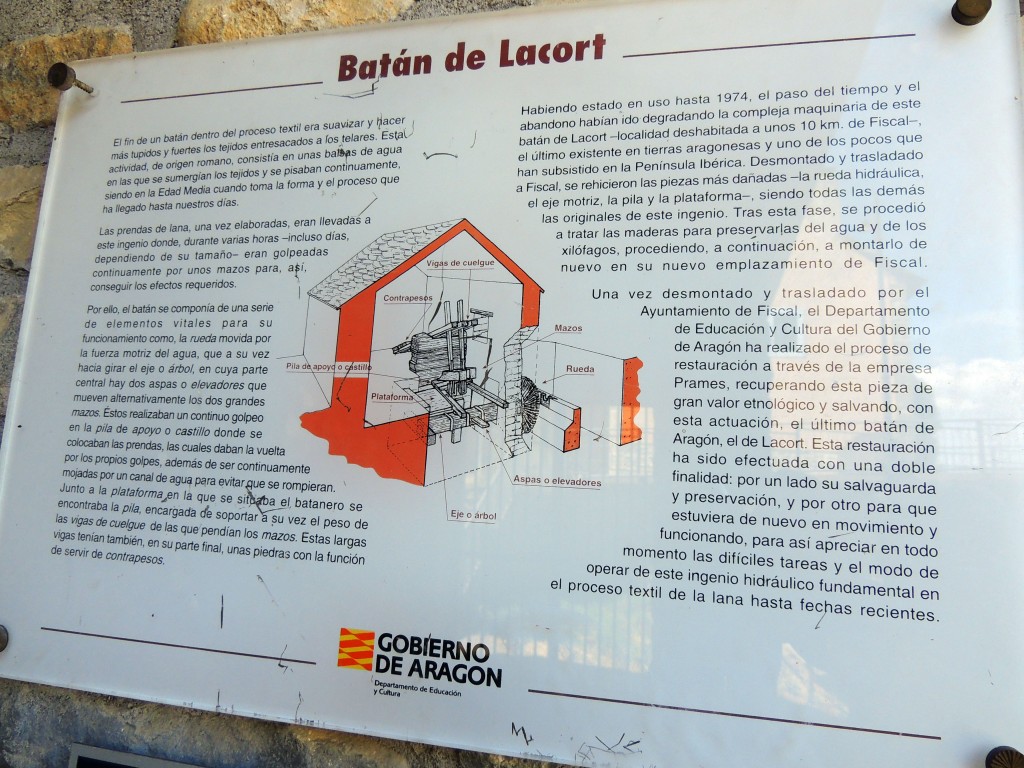 Batán de Lacort
El fin de un batán dentro del proceso textil era suavizar y hacer
más tupidos y fuertes los tejidos entresacados a los telares. Esta
actividad, de origen romano, consistía en unas balsas de agua
en las que se sumergían los tejidos y se pisaban continuamente,
siendo en la Edad Media cuando toma la forma y el proceso que
ha llegado hasta nuestros días.
Las prendas de lana, una vez elaboradas, eran llevadas a
este ingenio donde, durante varias horas –incluso días,
dependiendo de su tamaño– eran golpeadas
continuamente por unos mazos para, así,
conseguir los efectos requeridos.
Por ello, el batán se componía de una serie
de elementos vitales para su
funcionamiento como, la rueda movida por
la fuerza motriz del agua, que a su vez
hacía girar el eje o árbol, en cuya parte
central hay dos aspas o elevadores que
mueven alternativamente los dos grandes
mazos. Éstos realizaban un continuo golpeo
en la pila de apoyo o castillo donde se
colocaban las prendas, las cuales daban la vuelta
por los propios golpes, además de ser continuamente
mojadas por un canal de agua para evitar que se rompieran.
Junto a la plataforma en la que se situaba el batanero se
encontraba la pila, encargada de soportar a su vez el peso de
las vigas de cuelgue de las que pendían los mazos. Estas largas
vigas tenían también, en su parte final, unas piedras con la función
de servir de contrapesos.
Vigas de cuelgue
Contrapesos
Mazos
Rueda
Pila de apoyo o castillo
Plataforma
Aspas o elevadores
Eje o árbol
Habiendo estado en uso hasta 1974, el paso del tiempo y el
abandono habían ido degradando la compleja maquinaria de este
batán de Lacort –localidad deshabitada a unos 10 km. de Fiscal–,
el último existente en tierras aragonesas y uno de los pocos que
han subsistido en la Península Ibérica. Desmontado y trasladado
a Fiscal, se rehicieron las piezas más dañadas –la rueda hidráulica,
el eje motriz, la pila y la plataforma–, siendo todas las demás
las originales de este ingenio. Tras esta fase, se procedió
a tratar las maderas para preservarlas del agua y de los
xilófagos, procediendo, a continuación, a montarlo de
nuevo en su nuevo emplazamiento de Fiscal.
Una vez desmontado y trasladado por el
Ayuntamiento de Fiscal, el Departamento
de Educación y Cultura del Gobierno
de Aragón ha realizado el proceso de
restauración a través de la empresa
Prames, recuperando esta pieza de
gran valor etnológico y salvando, con
esta actuación, el último batán de
Aragón, el de Lacort. Esta restauración
ha sido efectuada con una doble
finalidad: por un lado su salvaguarda
y preservación, y por otro para que
estuviera de nuevo en movimiento y
funcionando, para así apreciar en todo
momento las difíciles tareas y el modo de
operar de este ingenio hidráulico fundamental en
el proceso textil de la lana hasta fechas recientes.
GOBIERNO
DE ARAGON
Departamento de Educación
y Cultura